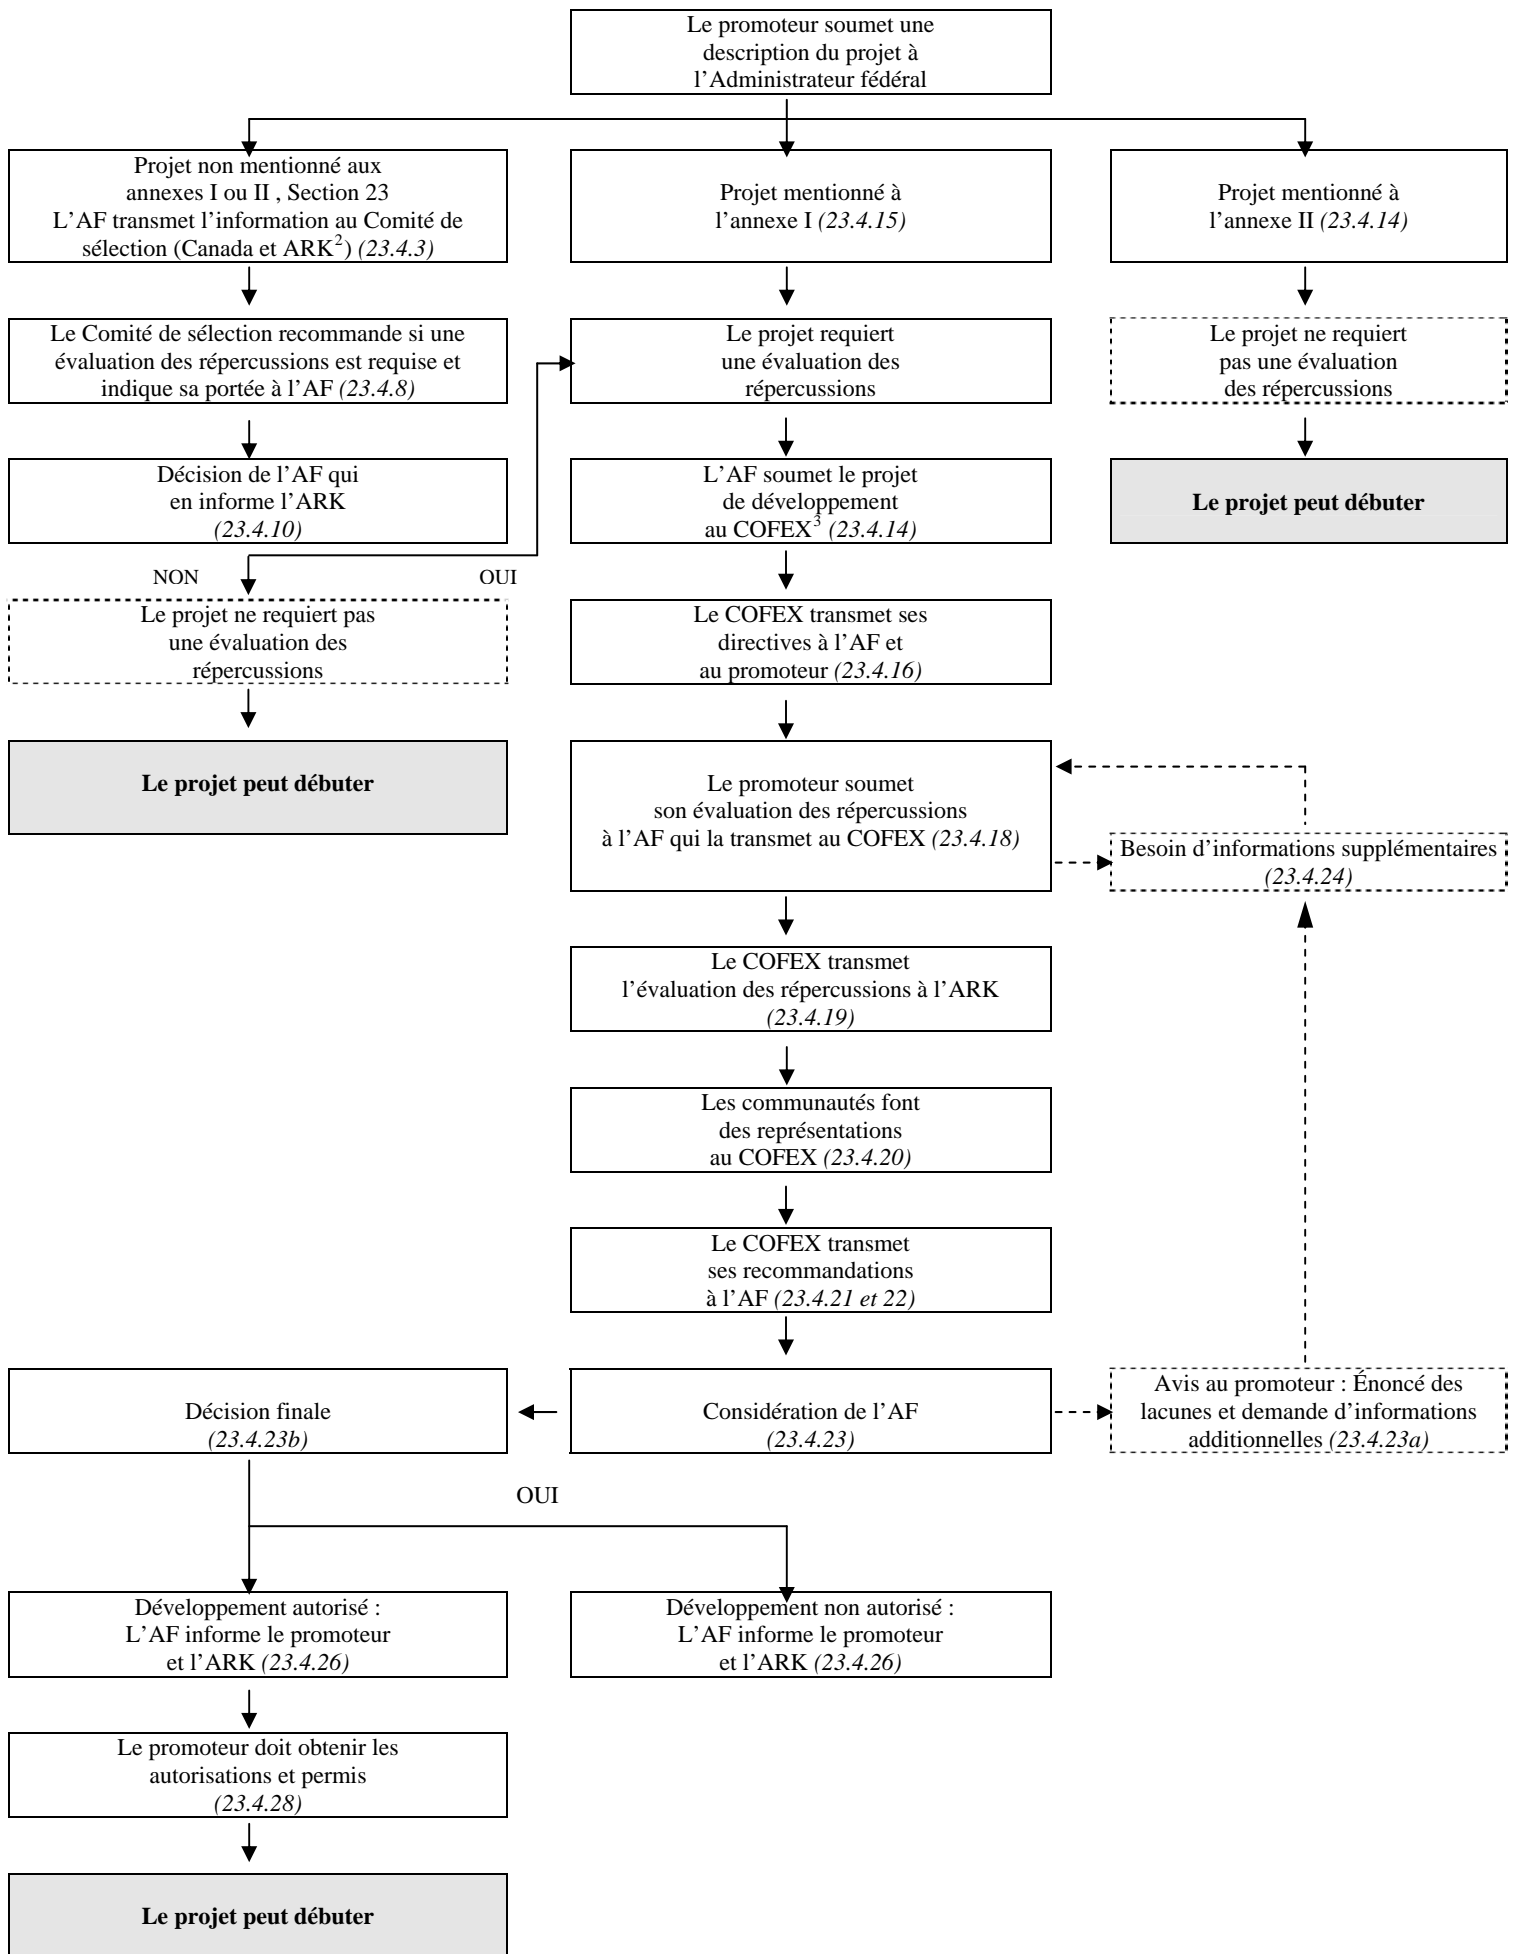 Le promoteur soumet une
description du projet à
l’Administrateur fédéral
Projet non mentionné aux
annexes I ou II , Section 23
L’AF transmet l’information au Comité de
sélection (Canada et ARK²) (23.4.3)
Projet mentionné à
l’annexe I (23.4.15)
Projet mentionné à
l’annexe II (23.4.14)
Le Comité de sélection recommande si une
évaluation des répercussions est requise et
indique sa portée à l’AF (23.4.8)
Le projet requiert
une évaluation des
répercussions
Le projet ne requiert
pas une évaluation
des répercussions
Décision de l’AF qui
en informe l’ARK
(23.4.10)
L’AF soumet le projet
de développement
au COFEX³ (23.4.14)
Le projet peut débuter
NON
OUI
Le projet ne requiert pas
une évaluation des
répercussions
Le COFEX transmet ses
directives à l’AF et
au promoteur (23.4.16)
Le projet peut débuter
Le promoteur soumet
son évaluation des répercussions
à l’AF qui la transmet au COFEX (23.4.18)
Besoin d’informations supplémentaires
(23.4.24)
Le COFEX transmet
l’évaluation des répercussions à l’ARK
(23.4.19)
Les communautés font
des représentations
au COFEX (23.4.20)
Le COFEX transmet
ses recommandations
à l’AF (23.4.21 et 22)
Décision finale
(23.4.23b)
Considération de l’AF
(23.4.23)
Avis au promoteur : Énoncé des
lacunes et demande d’informations
additionnelles (23.4.23a)
OUI
Développement autorisé :
L’AF informe le promoteur
et l’ARK (23.4.26)
Développement non autorisé :
L’AF informe le promoteur
et l’ARK (23.4.26)
Le promoteur doit obtenir les
autorisations et permis
(23.4.28)
Le projet peut débuter